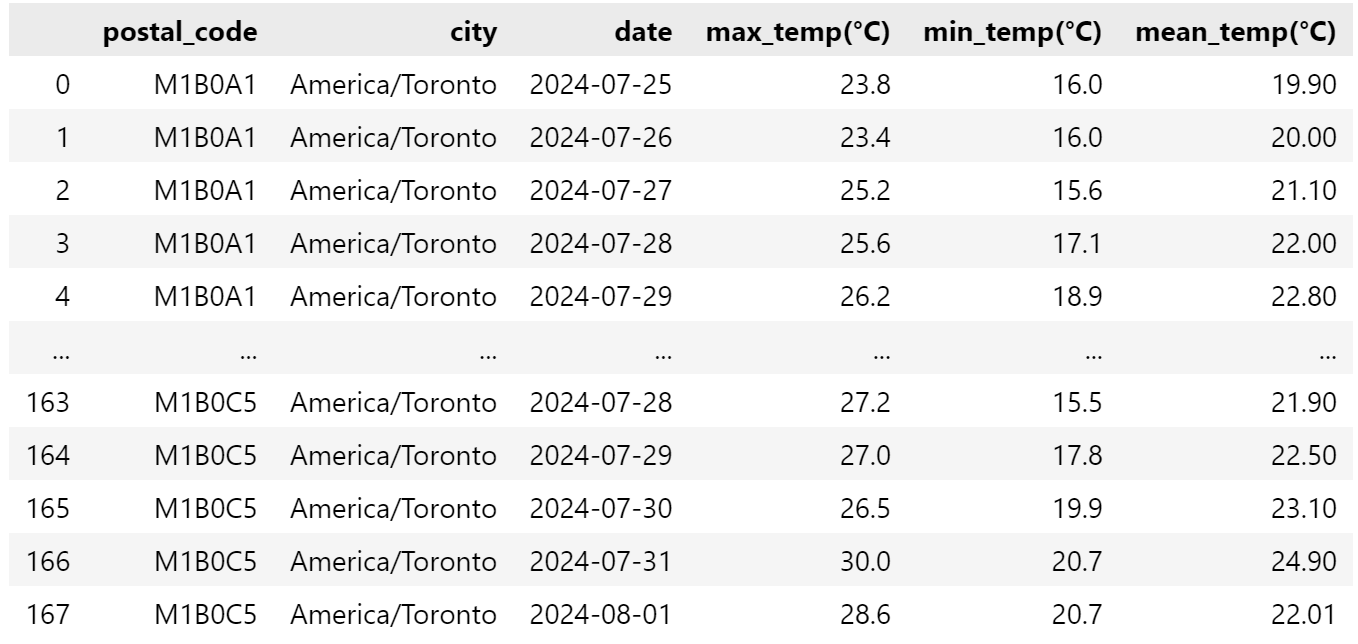 postal_code city date max_temp(°C) min_temp(°C) mean_temp(°C)
0 M1B0A1 America/Toronto 2024-07-25 23.8 16.0 19.90
1 M1B0A1 America/Toronto 2024-07-26 23.4 16.0 20.00
2 M1B0A1 America/Toronto 2024-07-27 25.2 15.6 21.10
3 M1B0A1 America/Toronto 2024-07-28 25.6 17.1 22.00
4 M1B0A1 America/Toronto 2024-07-29 26.2 18.9 22.80
... ... ... ... ... ... ...
163 M1B0C5 America/Toronto 2024-07-28 27.2 15.5 21.90
164 M1B0C5 America/Toronto 2024-07-29 27.0 17.8 22.50
165 M1B0C5 America/Toronto 2024-07-30 26.5 19.9 23.10
166 M1B0C5 America/Toronto 2024-07-31 30.0 20.7 24.90
167 M1B0C5 America/Toronto 2024-08-01 28.6 20.7 22.01